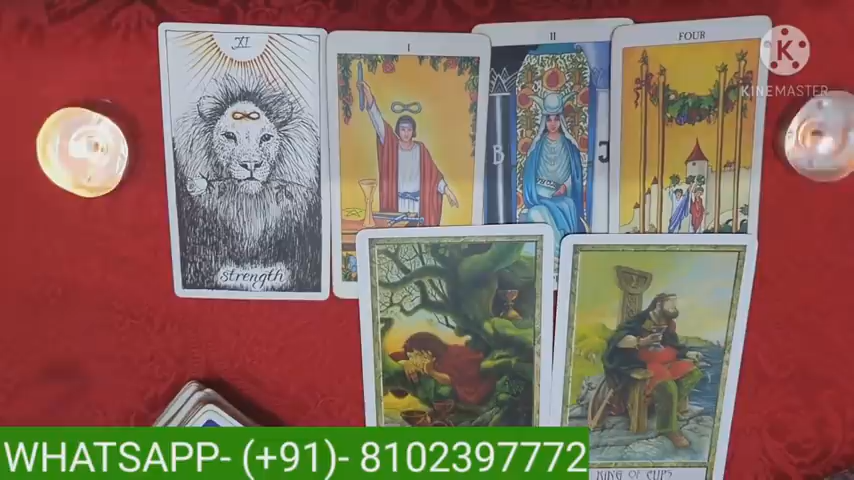 XI
I
II
FOUR
K
KINEMASTER
B
J
strength
WHATSAPP- (+91)- 8102397772
KING OF CUPS